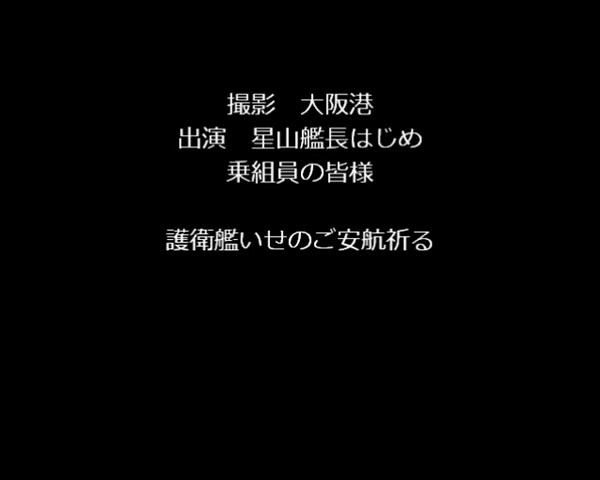 撮影　大阪港
出演　星山艦長はじめ
乗組員の皆様
護衛艦いせのご安航祈る